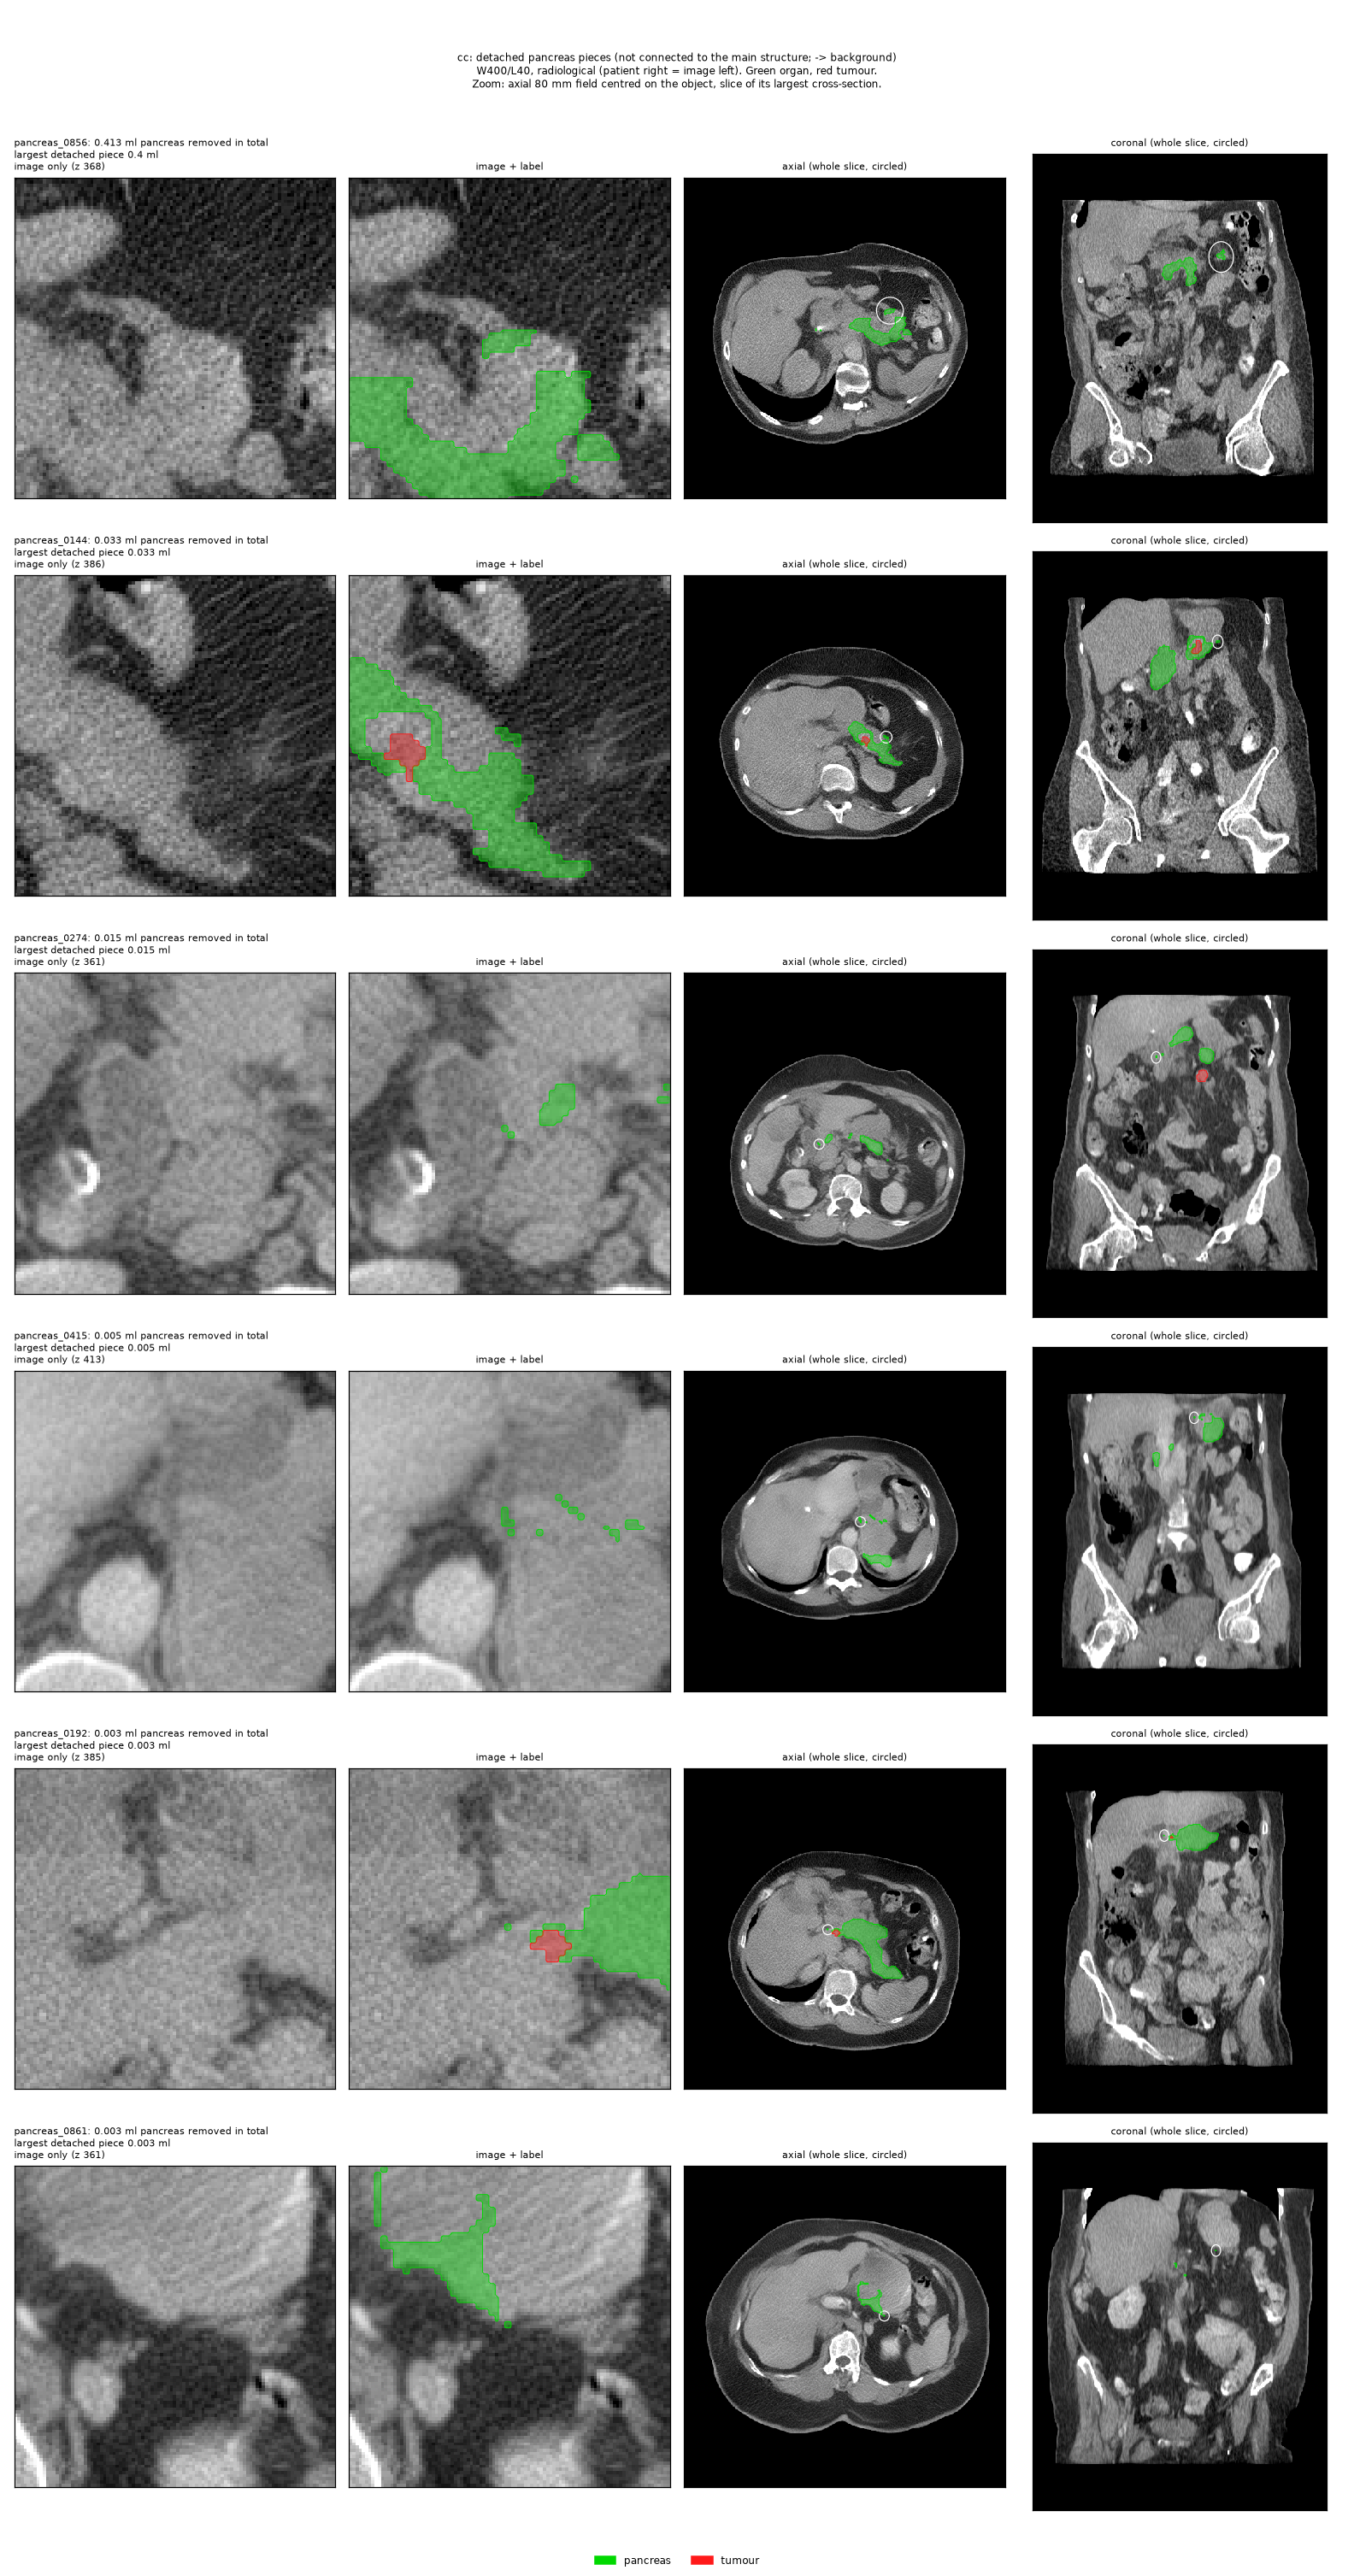 cc: detached pancreas pieces (not connected to the main structure; -> background)
W400/L40, radiological (patient right = image left). Green organ, red tumour.
Zoom: axial 80 mm field centred on the object, slice of its largest cross-section.
pancreas_0856: 0.413 ml pancreas removed in total
largest detached piece 0.4 ml
image only (z 368)
image + label
axial (whole slice, circled)
coronal (whole slice, circled)
pancreas_0144: 0.033 ml pancreas removed in total
largest detached piece 0.033 ml
image only (z 386)
image + label
axial (whole slice, circled)
coronal (whole slice, circled)
pancreas_0274: 0.015 ml pancreas removed in total
largest detached piece 0.015 ml
image only (z 361)
image + label
axial (whole slice, circled)
coronal (whole slice, circled)
pancreas_0415: 0.005 ml pancreas removed in total
largest detached piece 0.005 ml
image only (z 413)
image + label
axial (whole slice, circled)
coronal (whole slice, circled)
pancreas_0192: 0.003 ml pancreas removed in total
largest detached piece 0.003 ml
image only (z 385)
image + label
axial (whole slice, circled)
coronal (whole slice, circled)
pancreas_0861: 0.003 ml pancreas removed in total
largest detached piece 0.003 ml
image only (z 361)
image + label
axial (whole slice, circled)
coronal (whole slice, circled)
pancreas
tumour